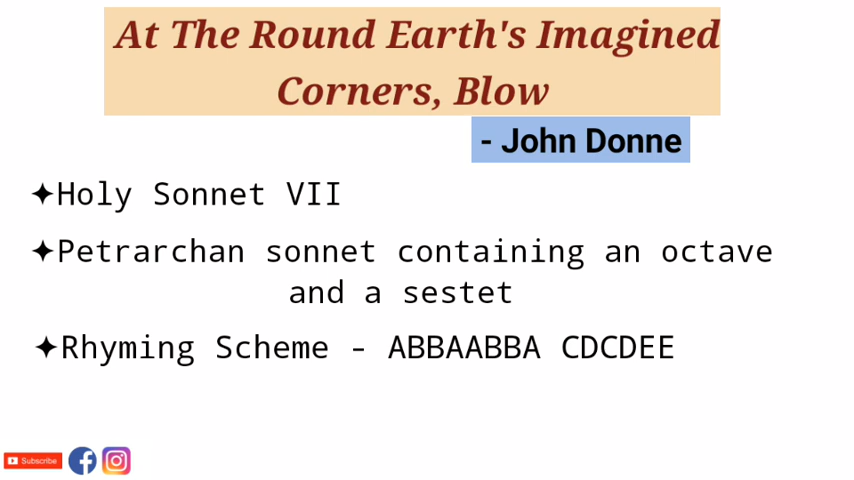 At The Round Earth's Imagined
Corners, Blow
- John Donne
✦Holy Sonnet VII
✦Petrarchan sonnet containing an octave
and a sestet
✦Rhyming Scheme - ABBAABBA CDCDEE
Subscribe